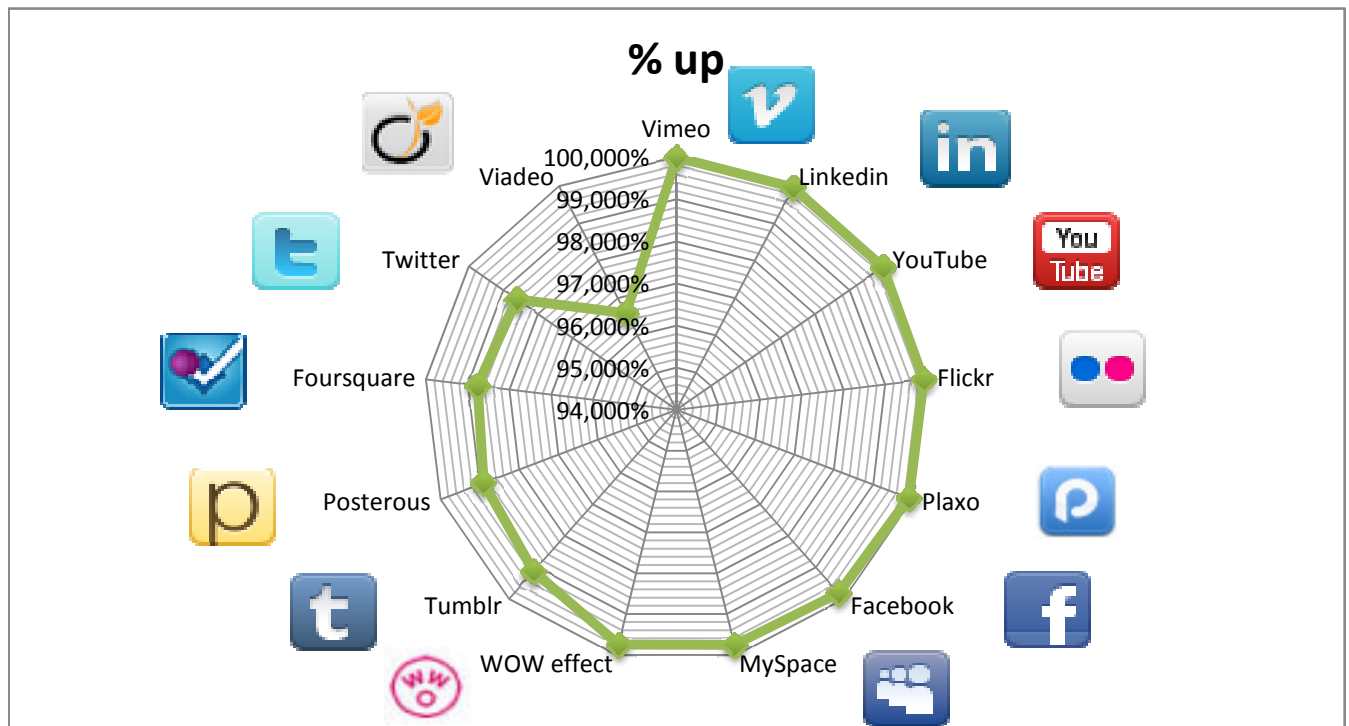 % up
Vimeo
Linkedin
YouTube
Flickr
Plaxo
Facebook
MySpace
WOW effect
Tumblr
Posterous
Foursquare
Twitter
Viadeo
100,000%
99,000%
98,000%
97,000%
96,000%
95,000%
94,000%
v
in
You
Tube
p
f
W W
O
t
p
t